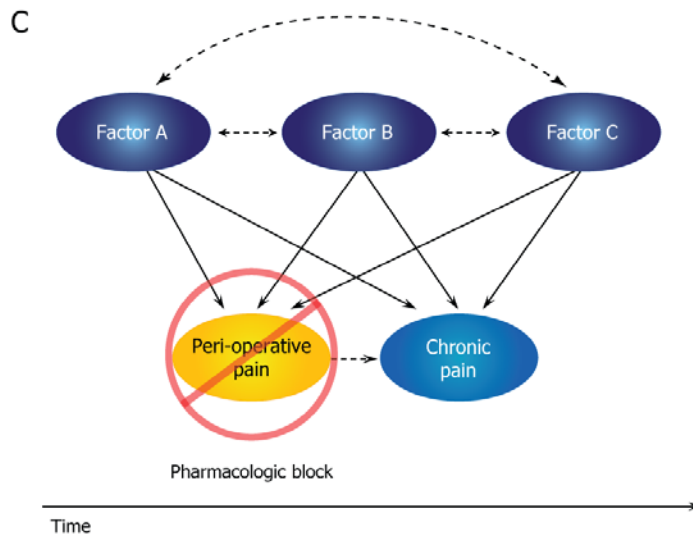 C
Factor A
Factor B
Factor C
Peri-operative
pain
Chronic
pain
Pharmacologic block
Time